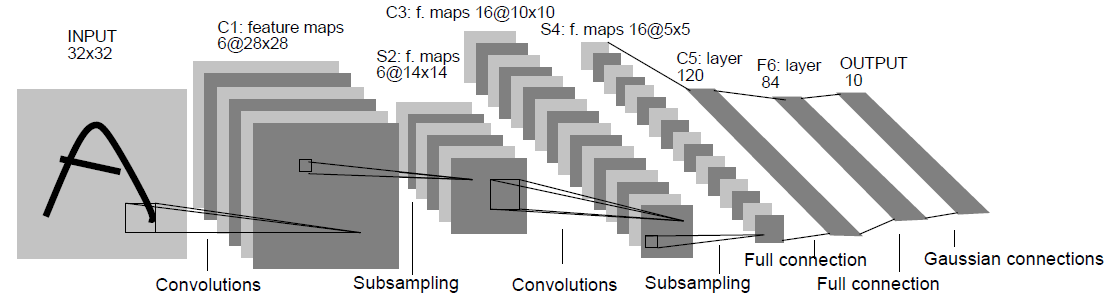 INPUT
32x32
C1: feature maps
6@28x28
S2: f. maps
6@14x14
C3: f. maps 16@10x10
S4: f. maps 16@5x5
C5: layer
120
F6: layer
84
OUTPUT
10
Convolutions
Subsampling
Convolutions
Subsampling
Full connection
Full connection
Gaussian connections
A